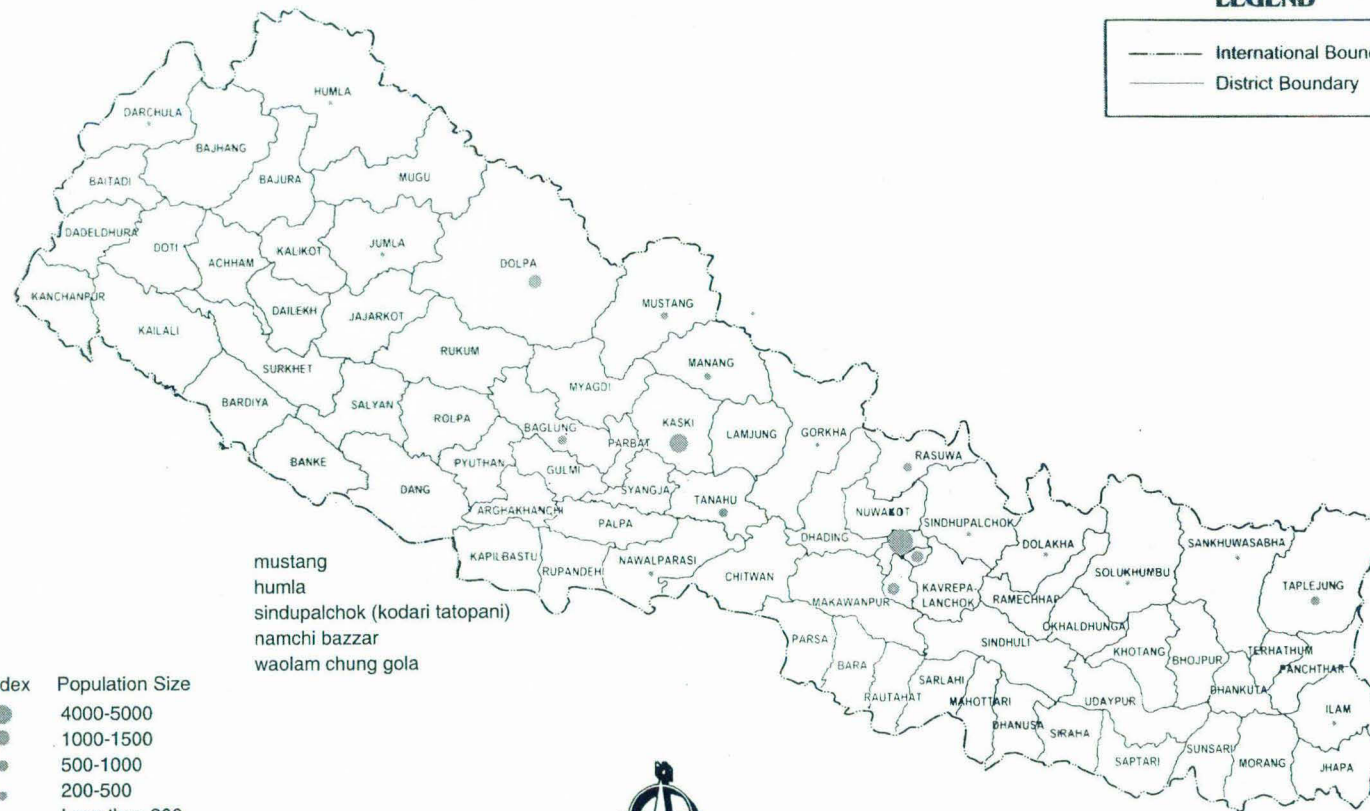 LEGEND
International Bound
District Boundary
HUMLA
DARCHULA
BAJHANG
BAITADI
BAJURA
MUGU
DADELDHURA
DOTI
ACHHAM
KALIKOT
JUMLA
DOLPA
KANCHANPUR
KAILALI
DAILEKH
JAJARKOT
MUSTANG
SURKHET
RUKUM
MANANG
MYAGDI
BARDIYA
SALYAN
ROLPA
BAGLUNG
PARBAT
KASKI
LAMJUNG
GORKHA
BANKE
DANG
PYUTHAN
GULMI
SYANGJA
TANAHU
RASUWA
ARGHAKHANCHI
PALPA
NUWAKOT
SINDHUPALCHOK
DHADING
DOLAKHA
SANKHUWASABHA
KAPILBASTU
RUPANDEHI
NAWALPARASI
CHITWAN
MAKAWANPUR
KAVREPA
LANCHOK
RAMECHHAP
SOLUKHUMBU
TAPLEJUNG
OKHALDHUNGA
PARSA
BARA
RAUTAHAT
SARLAHI
MAHOTTARI
DHANUSA
SINDHULI
SIRAHA
UDAYPUR
KHOTANG
BHOJPUR
TERHATHUM
PANCHTHAR
DHANKUTA
ILAM
SAPTARI
SUNSARI
MORANG
JHAPA
mustang
humla
sindupalchok (kodari tatopani)
namchi bazzar
waolam chung gola
dex Population Size
4000-5000
1000-1500
500-1000
200-500